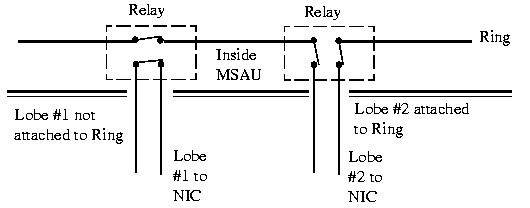 Relay
Relay
Ring
Inside
MSAU
Lobe #1 not
attached to Ring
Lobe #2 attached
to Ring
Lobe
#1 to
NIC
Lobe
#2 to
NIC